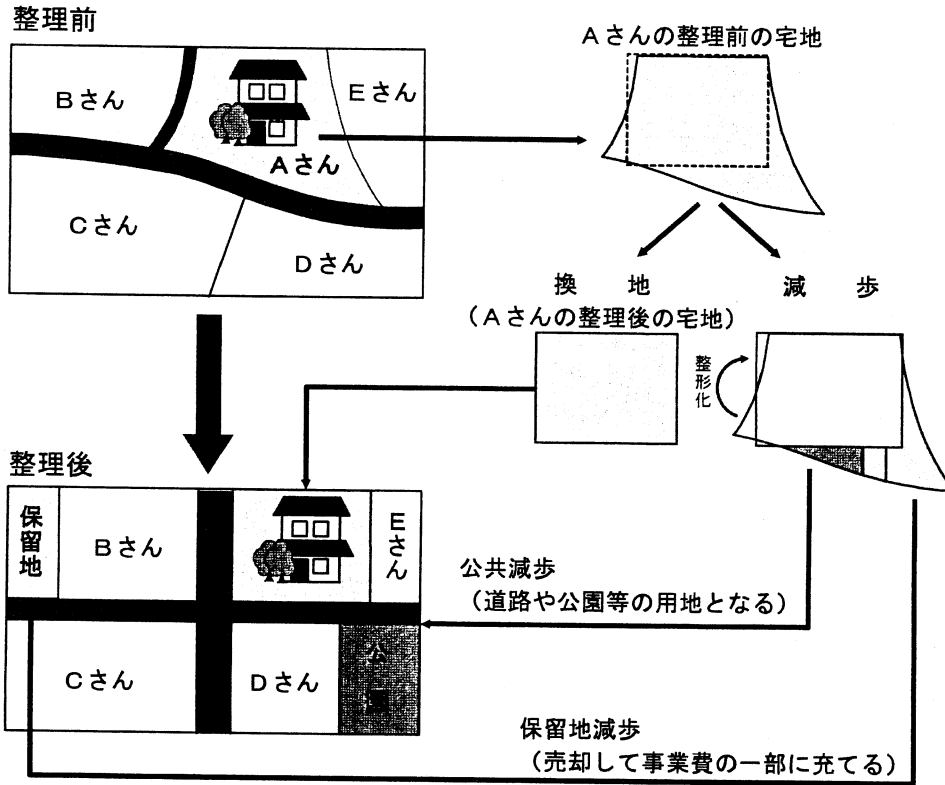 整理前
Bさん
Eさん
Aさん
Cさん
Dさん
Aさんの整理前の宅地
換地
(Aさんの整理後の宅地)
減歩
整形化
整理後
保留地
Bさん
Eさん
Cさん
Dさん
公園
公共減歩
(道路や公園等の用地となる)
保留地減歩
(売却して事業費の一部に充てる)